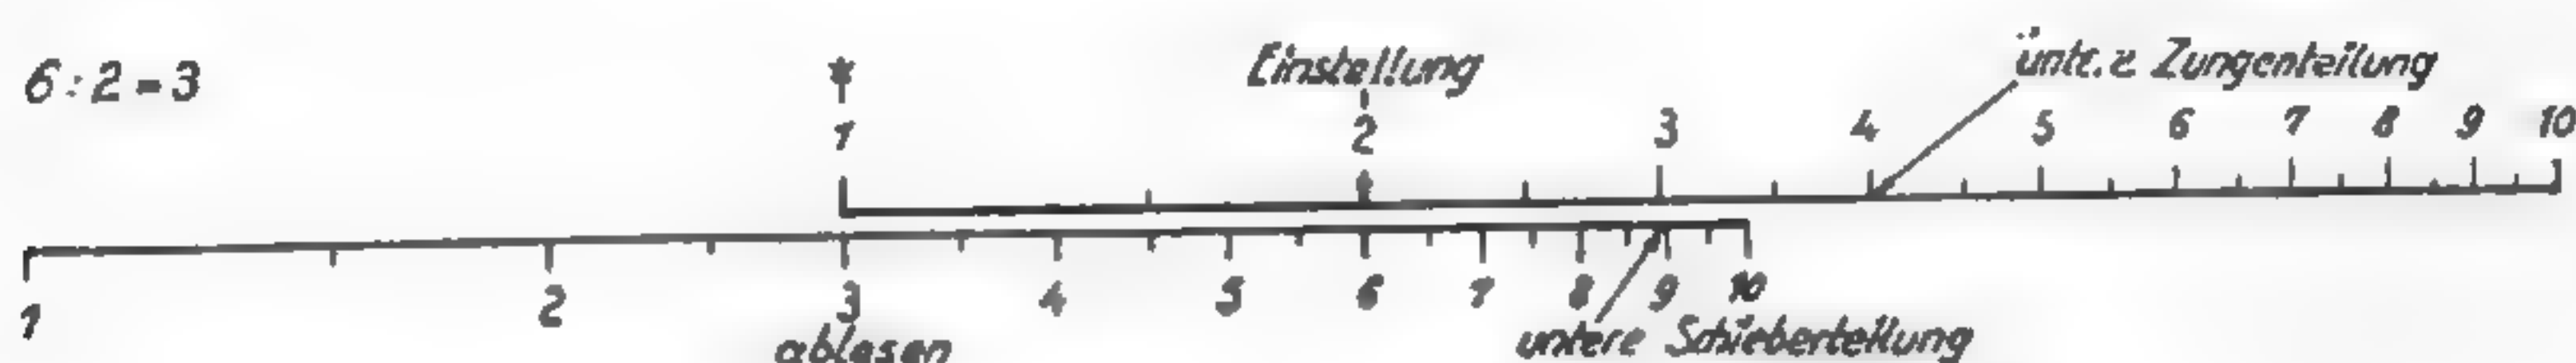 6:2=3
*
Einstellung
untere Zungenteilung
1 2 3 4 5 6 7 8 9 10
1 2 3 4 5 6 7 8 9 10
ablesen
untere Schieberteilung